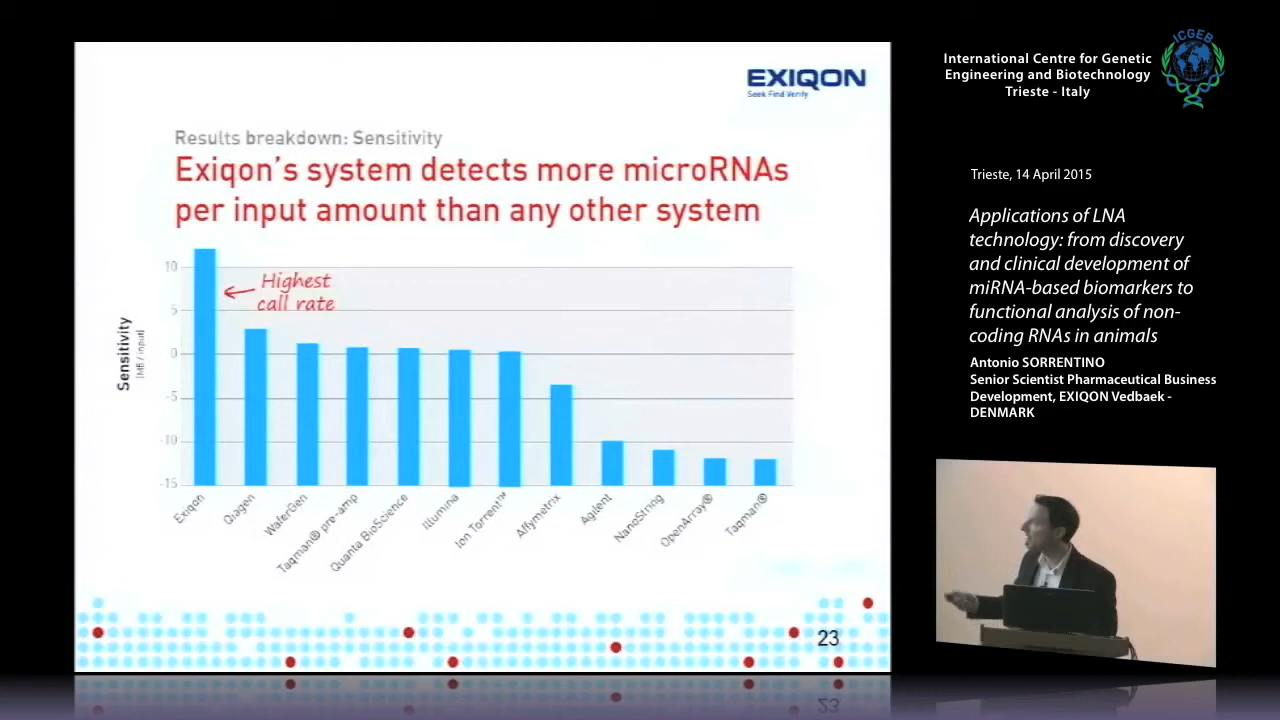 EXIQON
Seek Find Verify
Results breakdown: Sensitivity
Exiqon's system detects more microRNAs
per input amount than any other system
Highest
call rate
10
5
0
-5
-10
-15
Sensitivity
Exiqon
Qiagen
WaferGen
Taqman® pre-amp
Quanta BioScience
Illumina
Ion Torrent™
Affymetrix
Agilent
NanoString
OpenArray®
Taqman®
23
ICGEB
International Centre for Genetic
Engineering and Biotechnology
Trieste - Italy
Trieste, 14 April 2015
Applications of LNA
technology: from discovery
and clinical development of
miRNA-based biomarkers to
functional analysis of non-
coding RNAs in animals
Antonio SORRENTINO
Senior Scientist Pharmaceutical Business
Development, EXIQON Vedbaek -
DENMARK